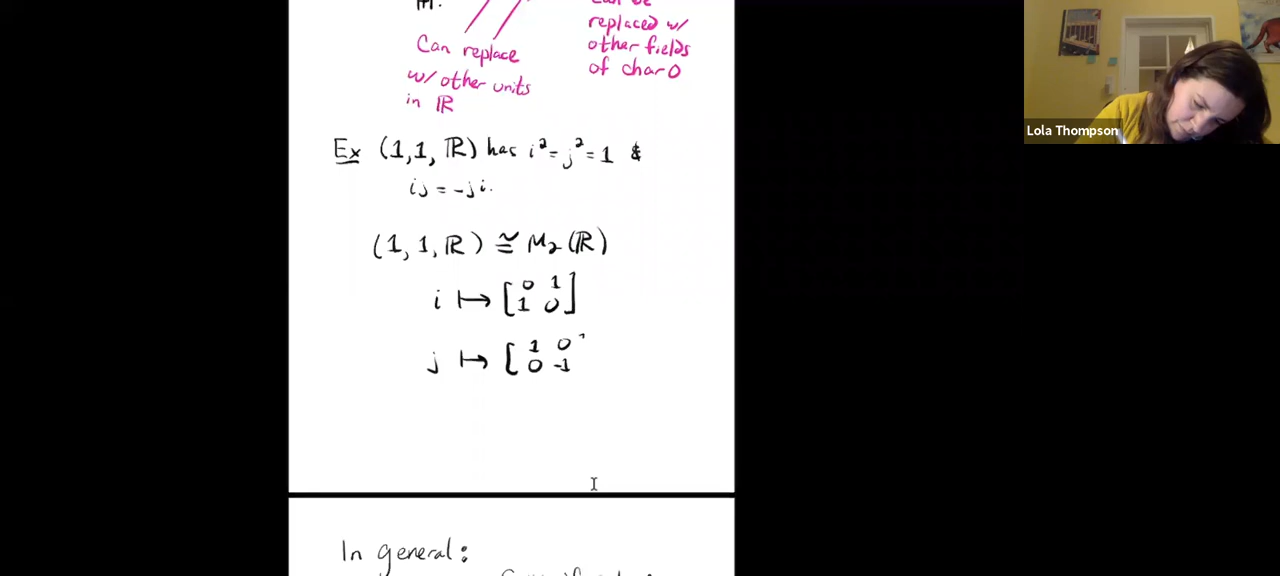 Can replace
w/ other units
in ℝ
replaced w/
other fields
of char 0
Ex (1,1,ℝ) has i²=j²=1 &
ij=-ji.
(1,1,ℝ) ≅ M₂(ℝ)
i ↦ [0 1
1 0]
j ↦ [1 0
0 -1
In general:
Lola Thompson